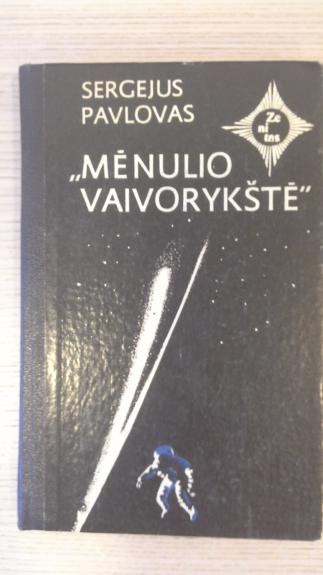 SERGEJUS
PAVLOVAS
Ze
ni
tas
„MĖNULIO
VAIVORYKŠTĖ“